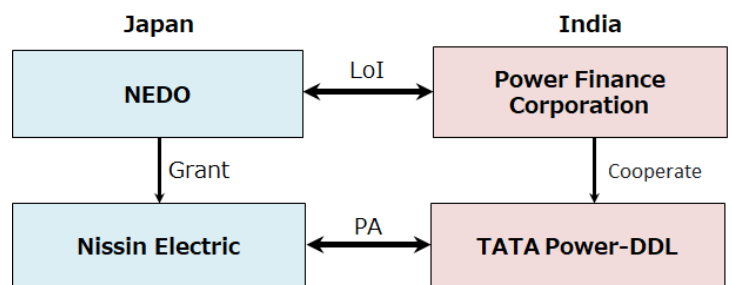 Japan
India
NEDO
LoI
Power Finance
Corporation
Grant
Cooperate
Nissin Electric
PA
TATA Power-DDL